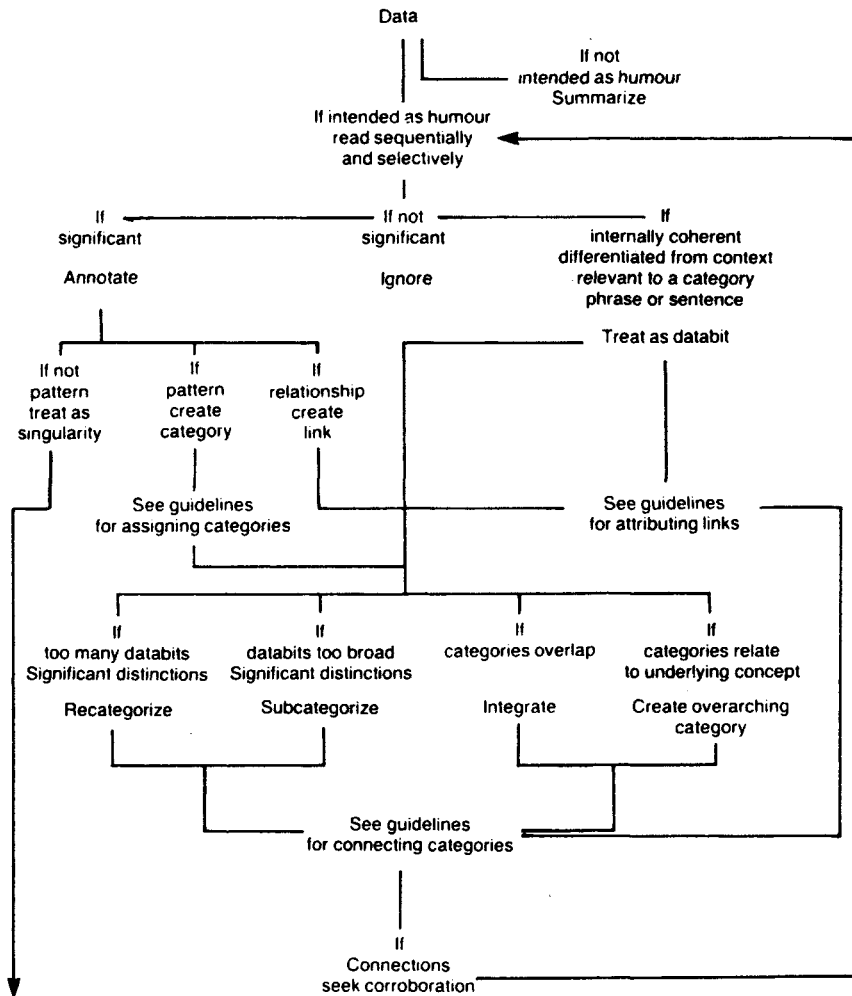 Data
If not
intended as humour
Summarize
If intended as humour
read sequentially
and selectively
If
significant
Annotate
If not
significant
Ignore
If
internally coherent
differentiated from context
relevant to a category
phrase or sentence
Treat as databit
If not
pattern
treat as
singularity
If
pattern
create
category
If
relationship
create
link
See guidelines
for assigning categories
See guidelines
for attributing links
If
too many databits
Significant distinctions
Recategorize
If
databits too broad
Significant distinctions
Subcategorize
If
categories overlap
Integrate
If
categories relate
to underlying concept
Create overarching
category
See guidelines
for connecting categories
If
Connections
seek corroboration